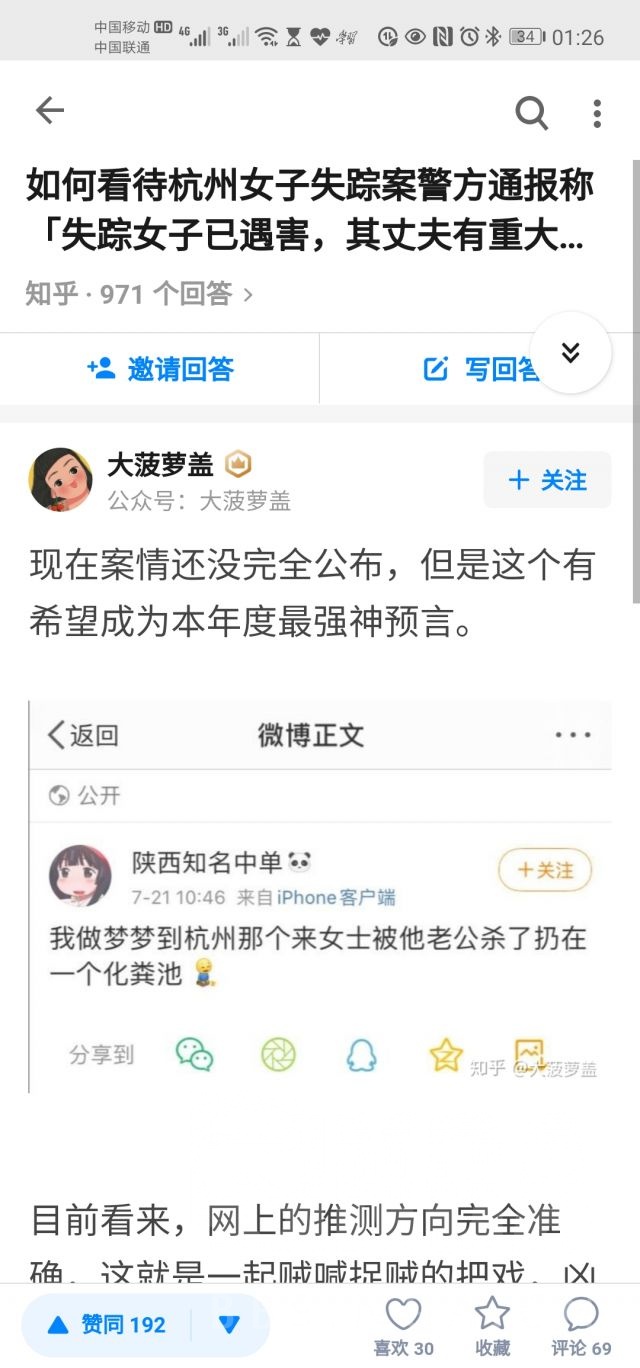 中国移动 HD 4G 3G 学习 34 01:26
中国联通
如何看待杭州女子失踪案警方通报称
「失踪女子已遇害，其丈夫有重大...
知乎 · 971 个回答 >
邀请回答 写回答
大菠萝盖
公众号：大菠萝盖
+ 关注
现在案情还没完全公布，但是这个有
希望成为本年度最强神预言。
返回 微博正文 ...
公开
陕西知名中单
7-21 10:46 来自iPhone客户端
+关注
我做梦梦到杭州那个来女士被他老公杀了扔在
一个化粪池
分享到
知乎 @大菠萝盖
目前看来，网上的推测方向完全准
确，这就是一起贼喊捉贼的把戏，凶
赞同 192 喜欢 30 收藏 评论 69